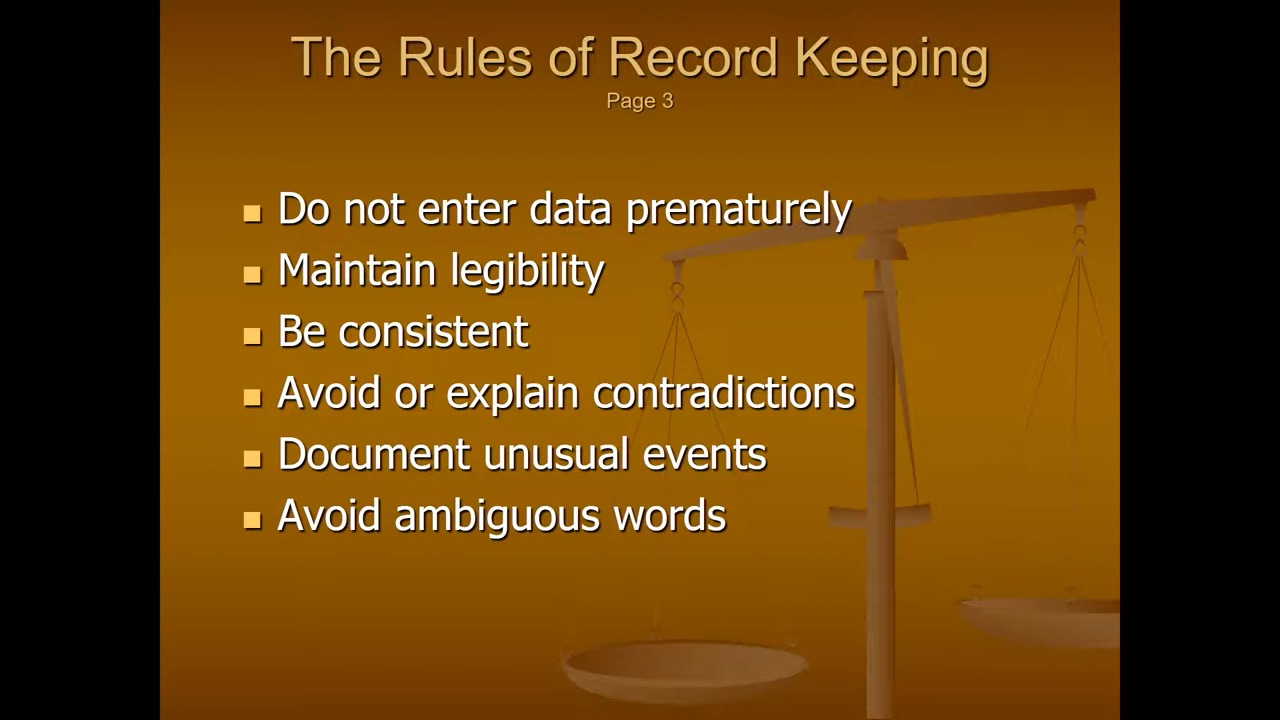 The Rules of Record Keeping
Page 3
Do not enter data prematurely
Maintain legibility
Be consistent
Avoid or explain contradictions
Document unusual events
Avoid ambiguous words